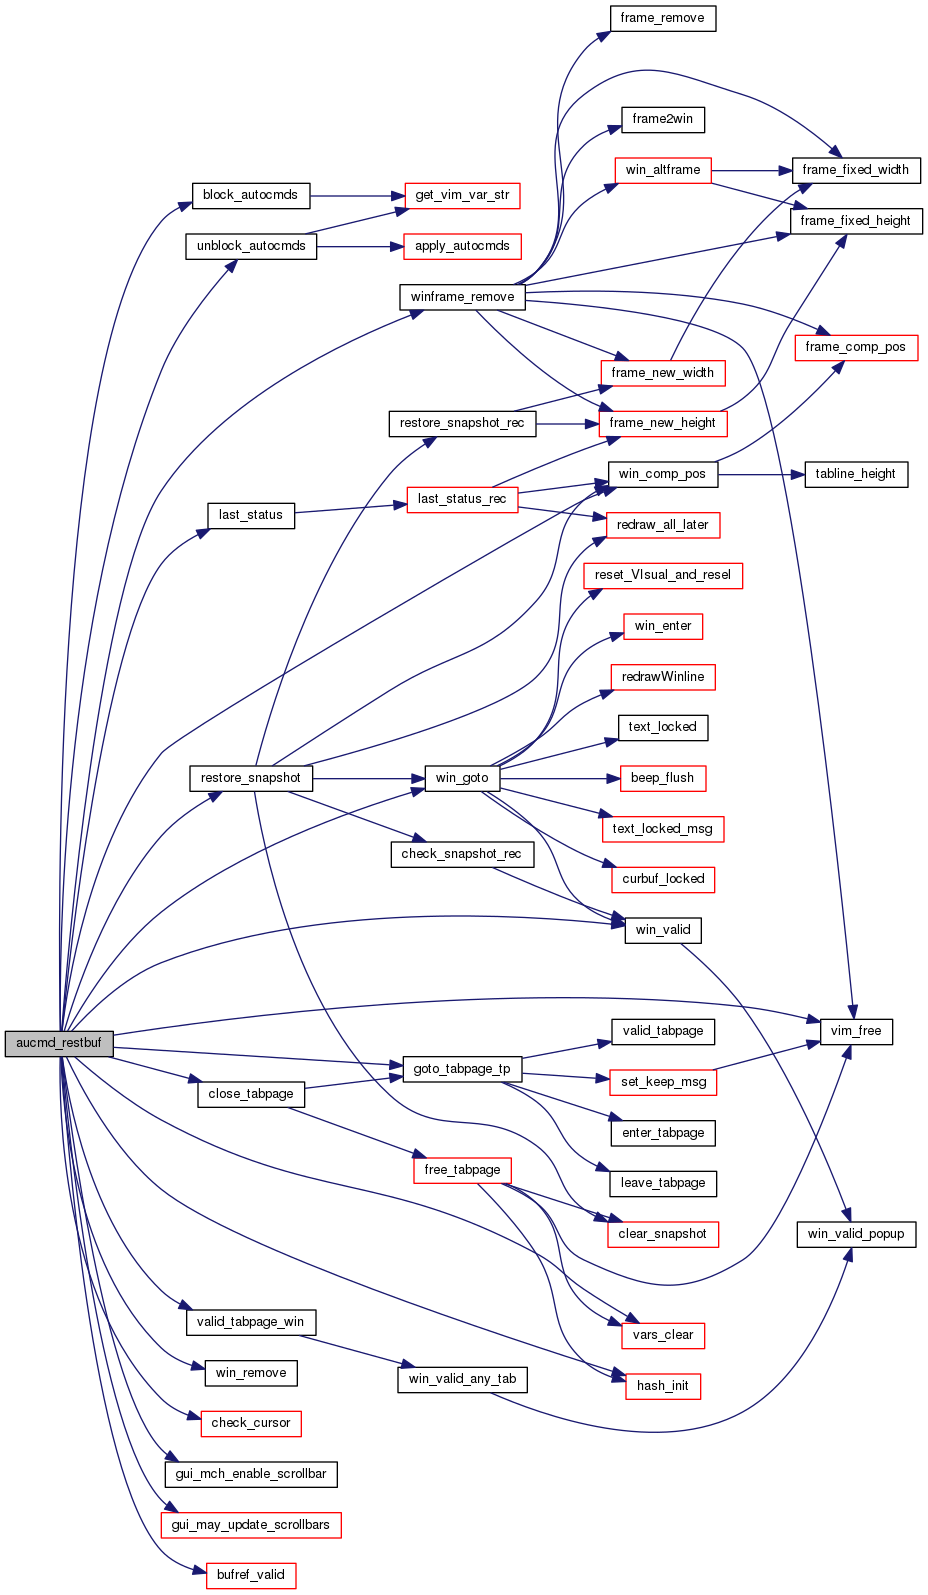 frame_remove
frame2win
win_altframe
frame_fixed_width
block_autocmds
get_vim_var_str
frame_fixed_height
unblock_autocmds
apply_autocmds
winframe_remove
frame_comp_pos
frame_new_width
restore_snapshot_rec
frame_new_height
win_comp_pos
tabline_height
last_status
last_status_rec
redraw_all_later
reset_VIsual_and_resel
win_enter
redrawWinline
text_locked
restore_snapshot
win_goto
beep_flush
text_locked_msg
check_snapshot_rec
curbuf_locked
win_valid
aucmd_restbuf
valid_tabpage
vim_free
goto_tabpage_tp
set_keep_msg
close_tabpage
enter_tabpage
free_tabpage
leave_tabpage
clear_snapshot
win_valid_popup
valid_tabpage_win
vars_clear
win_remove
win_valid_any_tab
hash_init
check_cursor
gui_mch_enable_scrollbar
gui_may_update_scrollbars
bufref_valid